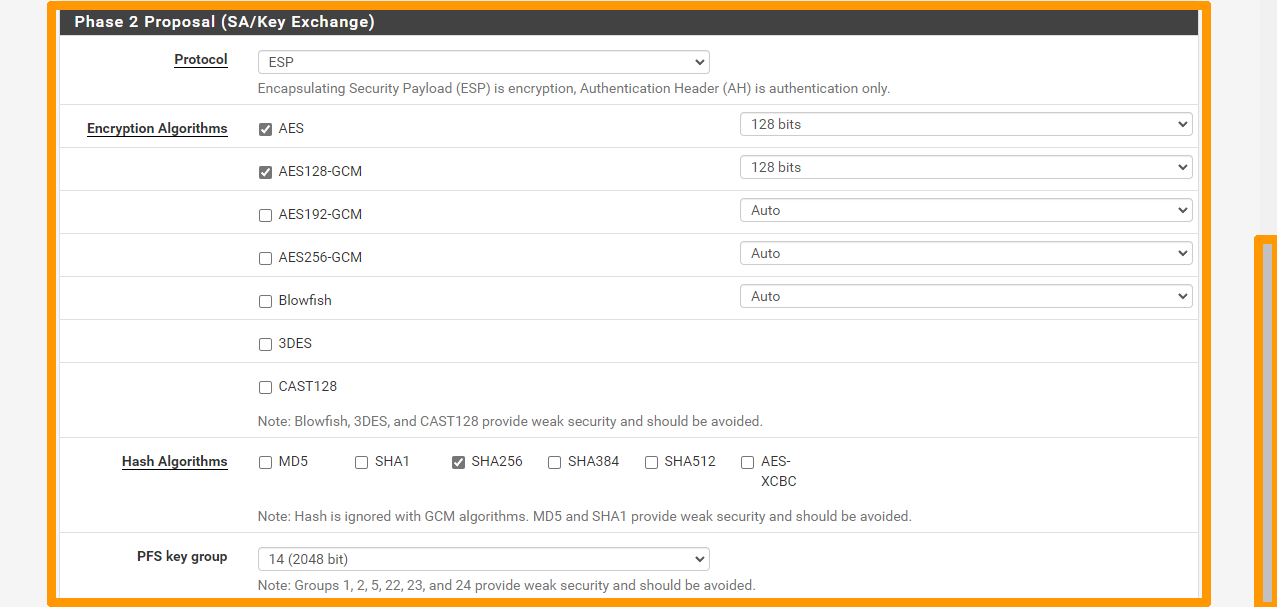 Phase 2 Proposal (SA/Key Exchange)
Protocol
ESP
Encapsulating Security Payload (ESP) is encryption, Authentication Header (AH) is authentication only.
Encryption Algorithms
AES
128 bits
AES128-GCM
128 bits
AES192-GCM
Auto
AES256-GCM
Auto
Blowfish
Auto
3DES
CAST128
Note: Blowfish, 3DES, and CAST128 provide weak security and should be avoided.
Hash Algorithms
MD5
SHA1
SHA256
SHA384
SHA512
AES-
XCBC
Note: Hash is ignored with GCM algorithms. MD5 and SHA1 provide weak security and should be avoided.
PFS key group
14 (2048 bit)
Note: Groups 1, 2, 5, 22, 23, and 24 provide weak security and should be avoided.